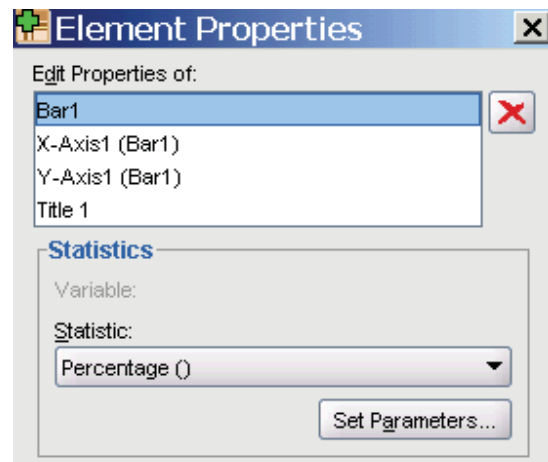 Element Properties
Edit Properties of:
Bar1
X-Axis1 (Bar1)
Y-Axis1 (Bar1)
Title 1
Statistics
Variable:
Statistic:
Percentage ()
Set Parameters...